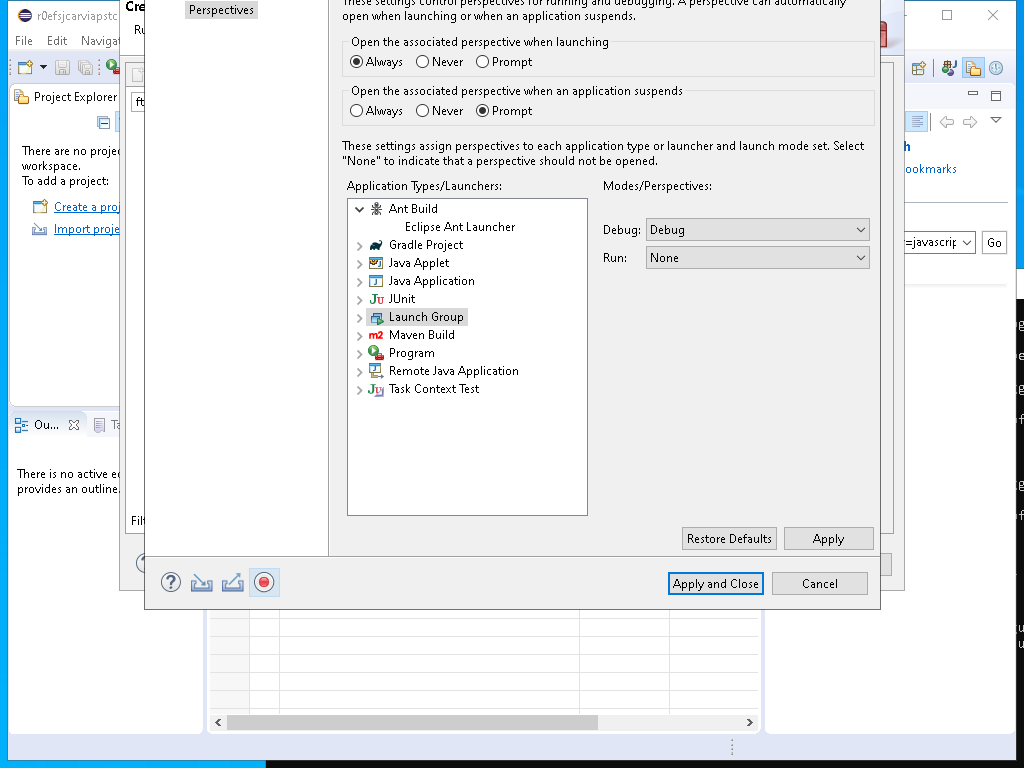 r0efsjcarviapstc
Cre
Perspectives
These settings control perspectives for running and debugging. A perspective can automatically
open when launching or when an application suspends.
File Edit Navigat
Ru
Open the associated perspective when launching
Always Never Prompt
Project Explorer
ft
Open the associated perspective when an application suspends
Always Never Prompt
There are no proje
workspace.
To add a project:
Create a proj
Import proje
These settings assign perspectives to each application type or launcher and launch mode set. Select
"None" to indicate that a perspective should not be opened.
Application Types/Launchers:
Modes/Perspectives:
Ant Build
Eclipse Ant Launcher
Gradle Project
Java Applet
Java Application
JUnit
Launch Group
Maven Build
Program
Remote Java Application
Task Context Test
Debug: Debug
Run: None
h
ookmarks
=javascrip
Go
Ou...
Ta
There is no active ed
provides an outline.
Filt
Restore Defaults
Apply
Apply and Close
Cancel